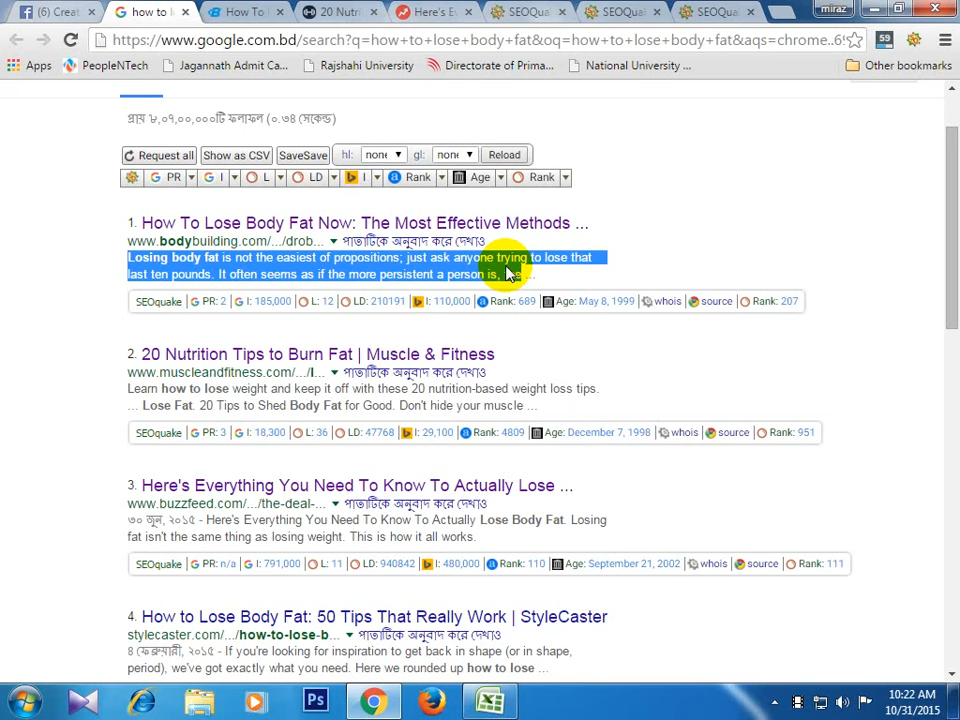 (6) Creat
how to l
How To
20 Nutri
Here's Ev
SEOQua
SEOQua
SEOQua
miraz
https://www.google.com.bd/search?q=how+to+lose+body+fat&oq=how+to+lose+body+fat&aqs=chrome..69
59
Apps
PeopleNTech
Jagannath Admit Ca...
Rajshahi University
Directorate of Prima...
National University ...
Other bookmarks
প্রায় ৮,০৭,০০,০০০টি ফলাফল (০.৩৪ সেকেন্ড)
Request all Show as CSV SaveSave hl: none gl: none Reload
PR I L LD I Rank Age Rank
1. How To Lose Body Fat Now: The Most Effective Methods ...
www.bodybuilding.com/.../drob... পাতাটিকে অনুবাদ করে দেখাও
Losing body fat is not the easiest of propositions; just ask anyone trying to lose that
last ten pounds. It often seems as if the more persistent a person is, ...
SEOquake PR: 2 I: 185,000 L: 12 LD: 210191 I: 110,000 Rank: 689 Age: May 8, 1999 whois source Rank: 207
2. 20 Nutrition Tips to Burn Fat | Muscle & Fitness
www.muscleandfitness.com/.../l... পাতাটিকে অনুবাদ করে দেখাও
Learn how to lose weight and keep it off with these 20 nutrition-based weight loss tips.
... Lose Fat. 20 Tips to Shed Body Fat for Good. Don't hide your muscle ...
SEOquake PR: 3 I: 18,300 L: 36 LD: 47768 I: 29,100 Rank: 4809 Age: December 7, 1998 whois source Rank: 951
3. Here's Everything You Need To Know To Actually Lose ...
www.buzzfeed.com/.../the-deal-... পাতাটিকে অনুবাদ করে দেখাও
৩০ জুন, ২০১৫ - Here's Everything You Need To Know To Actually Lose Body Fat. Losing
fat isn't the same thing as losing weight. This is how it all works.
SEOquake PR: n/a I: 791,000 L: 11 LD: 940842 I: 480,000 Rank: 110 Age: September 21, 2002 whois source Rank: 111
4. How to Lose Body Fat: 50 Tips That Really Work | StyleCaster
stylecaster.com/.../how-to-lose-b... পাতাটিকে অনুবাদ করে দেখাও
৪ ফেব্রুয়ারী, ২০১৫ - If you're looking for inspiration to get back in shape (or in shape,
period), we've got exactly what you need. Here we rounded up how to lose ...
Ps
10:22 AM
10/31/2015